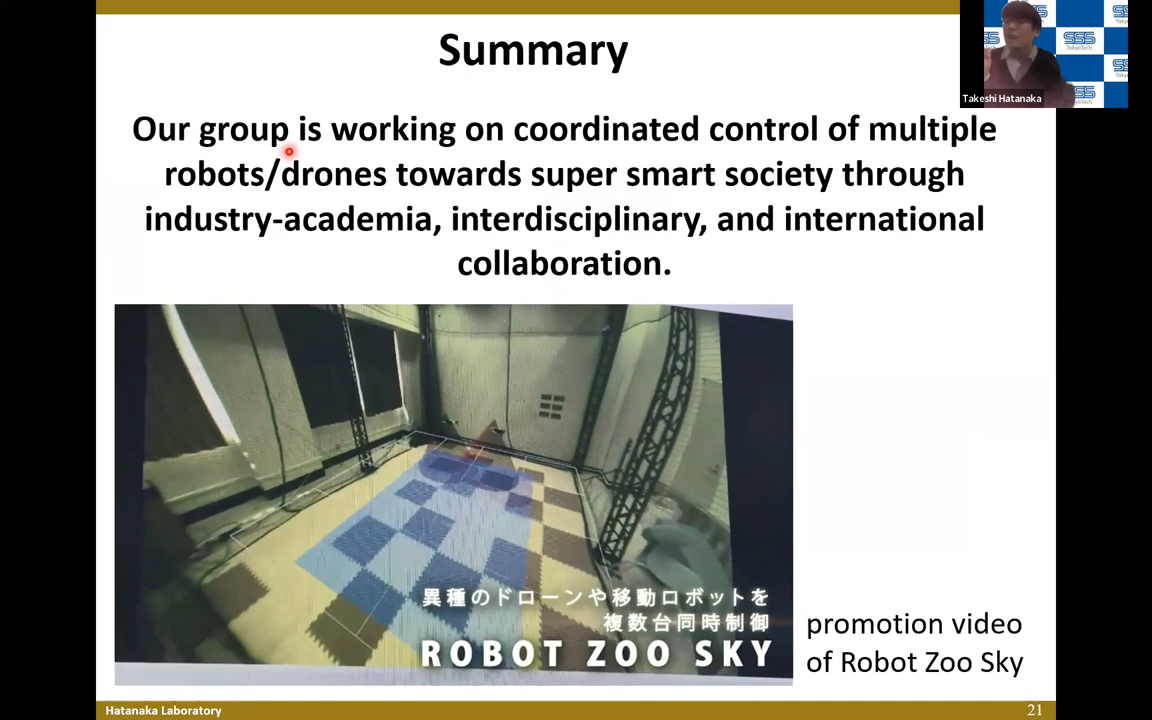 Summary
SSS
TokyoTech
Takeshi Hatanaka
Our group is working on coordinated control of multiple
robots/drones towards super smart society through
industry-academia, interdisciplinary, and international
collaboration.
異種のドローンや移動ロボットを
複数台同時制御
ROBOT ZOO SKY
promotion video
of Robot Zoo Sky
Hatanaka Laboratory
21